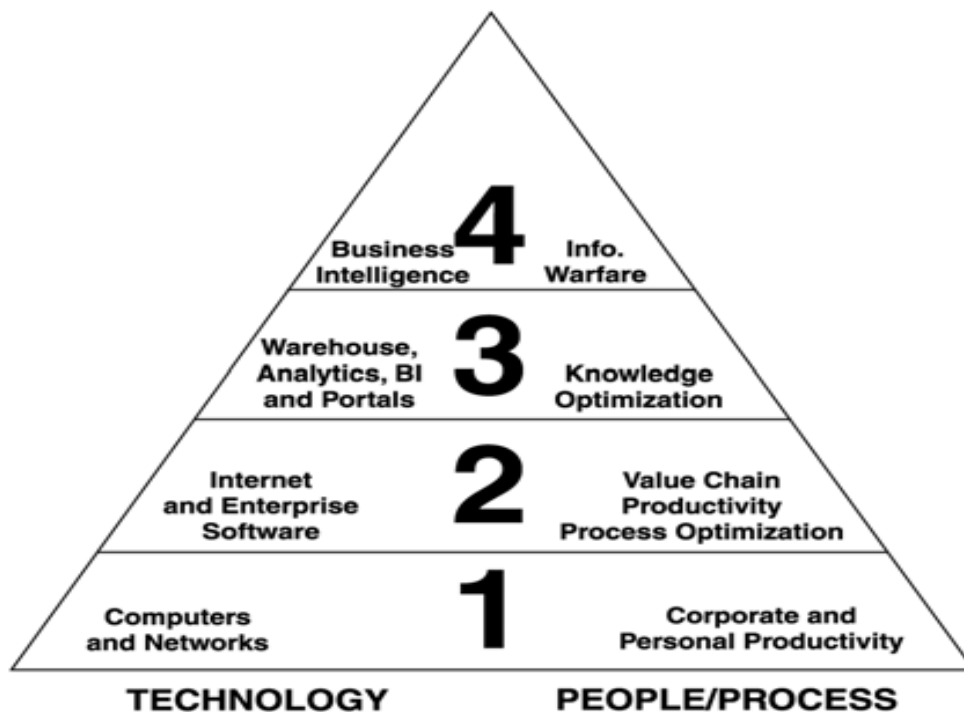 4
Business
Intelligence
Info.
Warfare
3
Warehouse,
Analytics, BI
and Portals
Knowledge
Optimization
2
Internet
and Enterprise
Software
Value Chain
Productivity
Process Optimization
1
Computers
and Networks
Corporate and
Personal Productivity
TECHNOLOGY
PEOPLE/PROCESS